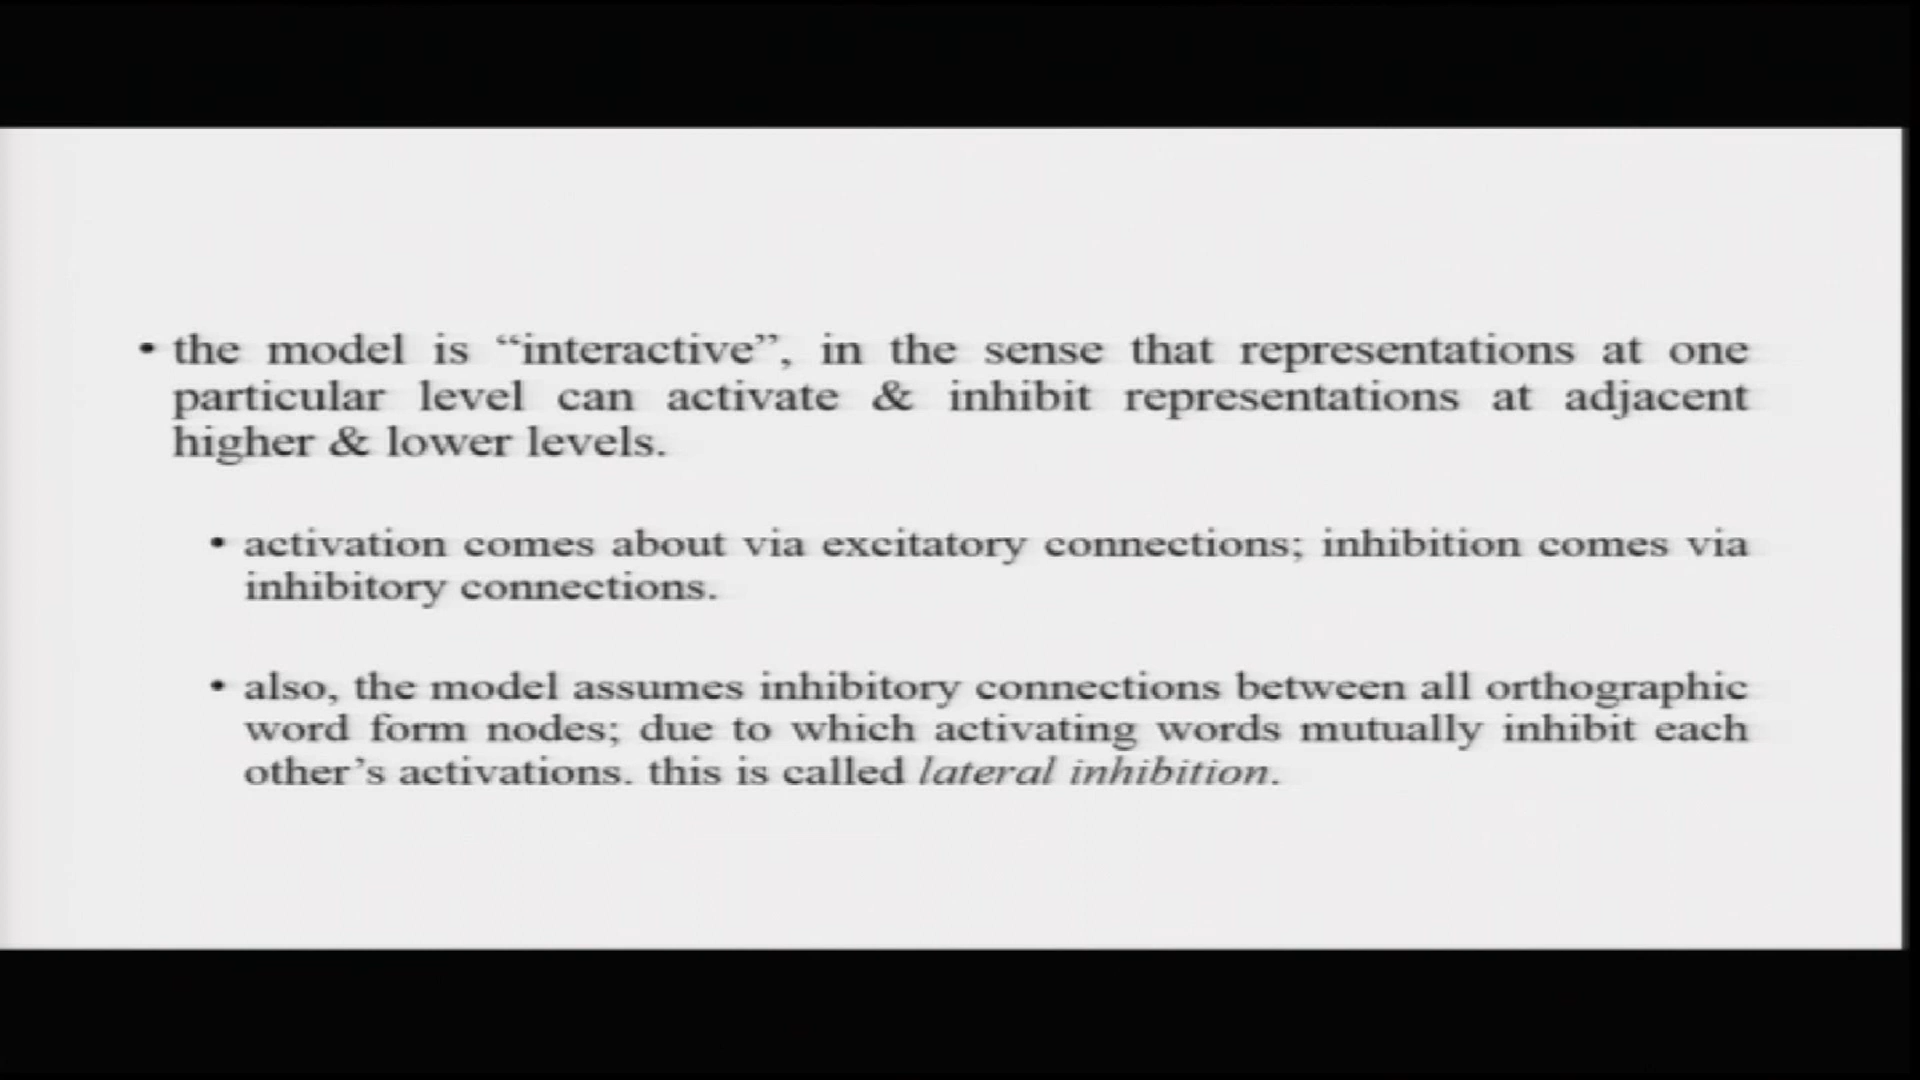 • the model is “interactive”, in the sense that representations at one
particular level can activate & inhibit representations at adjacent
higher & lower levels.
• activation comes about via excitatory connections; inhibition comes via
inhibitory connections.
• also, the model assumes inhibitory connections between all orthographic
word form nodes; due to which activating words mutually inhibit each
other’s activations. this is called lateral inhibition.